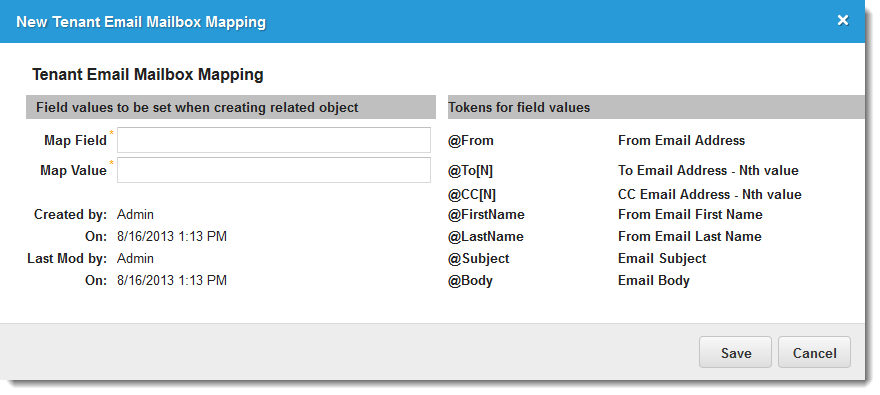 New Tenant Email Mailbox Mapping ×
Tenant Email Mailbox Mapping
Field values to be set when creating related object
Map Field *
Map Value *
Created by: Admin
On: 8/16/2013 1:13 PM
Last Mod by: Admin
On: 8/16/2013 1:13 PM
Tokens for field values
@From From Email Address
@To[N] To Email Address - Nth value
@CC[N] CC Email Address - Nth value
@FirstName From Email First Name
@LastName From Email Last Name
@Subject Email Subject
@Body Email Body
Save Cancel